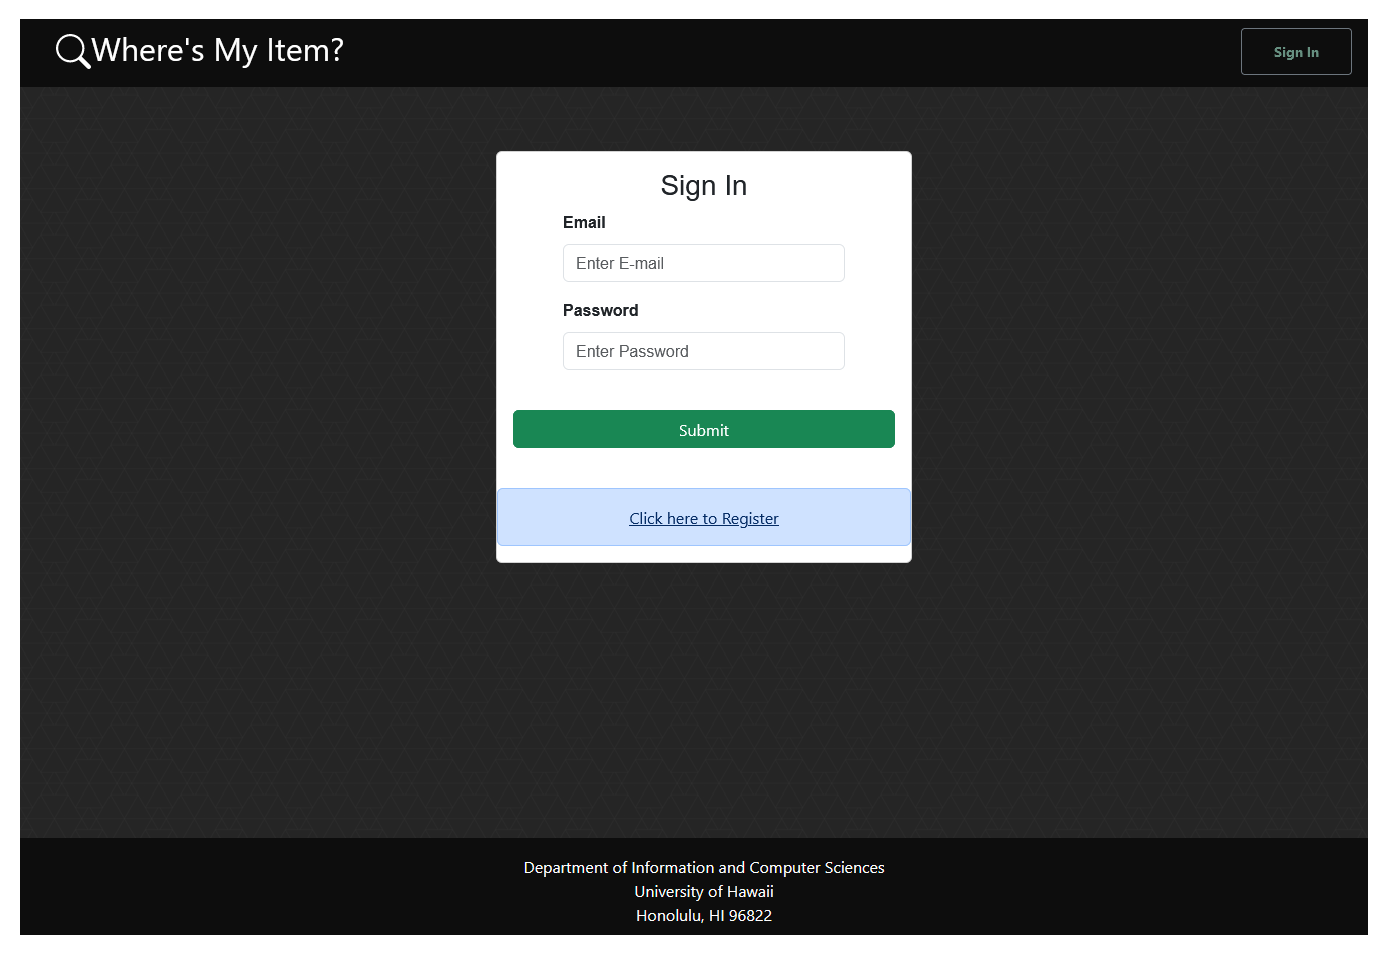 Where's My Item?
Sign In
Sign In
Email
Enter E-mail
Password
Enter Password
Submit
Click here to Register
Department of Information and Computer Sciences
University of Hawaii
Honolulu, HI 96822